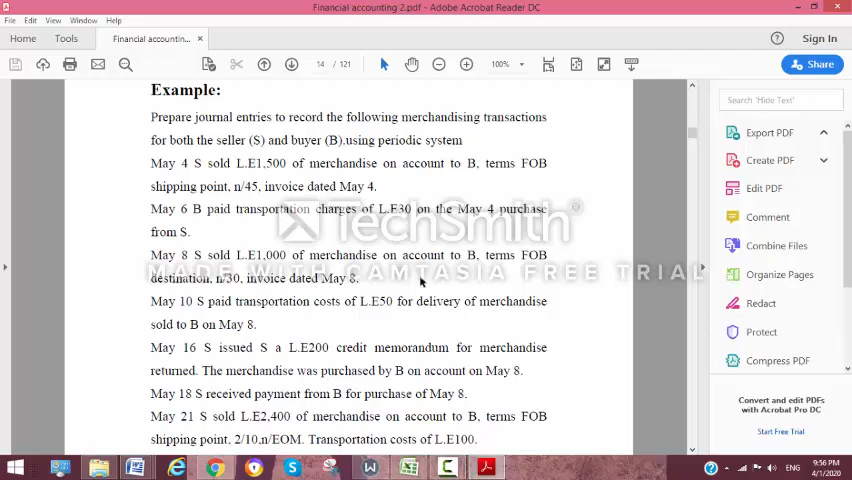 Financial accounting 2.pdf - Adobe Acrobat Reader DC
File Edit View Window Help
Home Tools Financial accountin... × Sign In
14 / 121 100% Share
Example:
Prepare journal entries to record the following merchandising transactions
for both the seller (S) and buyer (B).using periodic system
May 4 S sold L.E1,500 of merchandise on account to B, terms FOB
shipping point, n/45, invoice dated May 4.
May 6 B paid transportation charges of L.E30 on the May 4 purchase
from S.
May 8 S sold L.E1,000 of merchandise on account to B, terms FOB
destination, n/30, invoice dated May 8.
May 10 S paid transportation costs of L.E50 for delivery of merchandise
sold to B on May 8.
May 16 S issued S a L.E200 credit memorandum for merchandise
returned. The merchandise was purchased by B on account on May 8.
May 18 S received payment from B for purchase of May 8.
May 21 S sold L.E2,400 of merchandise on account to B, terms FOB
shipping point, 2/10,n/EOM. Transportation costs of L.E100.
TechSmith®
MADE WITH CAMTASIA FREE TRIAL
Search 'Hide Text'
Export PDF
Create PDF
Edit PDF
Comment
Combine Files
Organize Pages
Redact
Protect
Compress PDF
Convert and edit PDFs
with Acrobat Pro DC
Start Free Trial
ENG
9:56 PM
4/1/2020